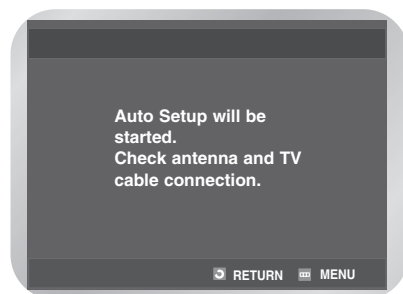 Auto Setup will be
started.
Check antenna and TV
cable connection.
RETURN MENU